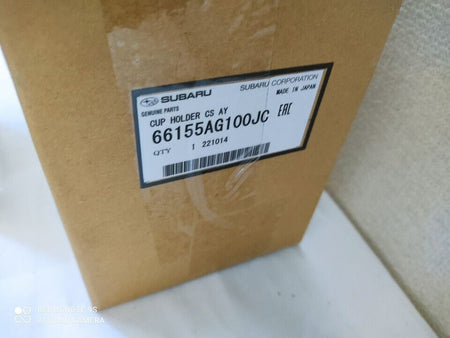 SUBARU
SUBARU CORPORATION
GENUINE PARTS
MADE IN JAPAN
CUP HOLDER CS AY
EAC
66155AG100JC
QTY 1 221014